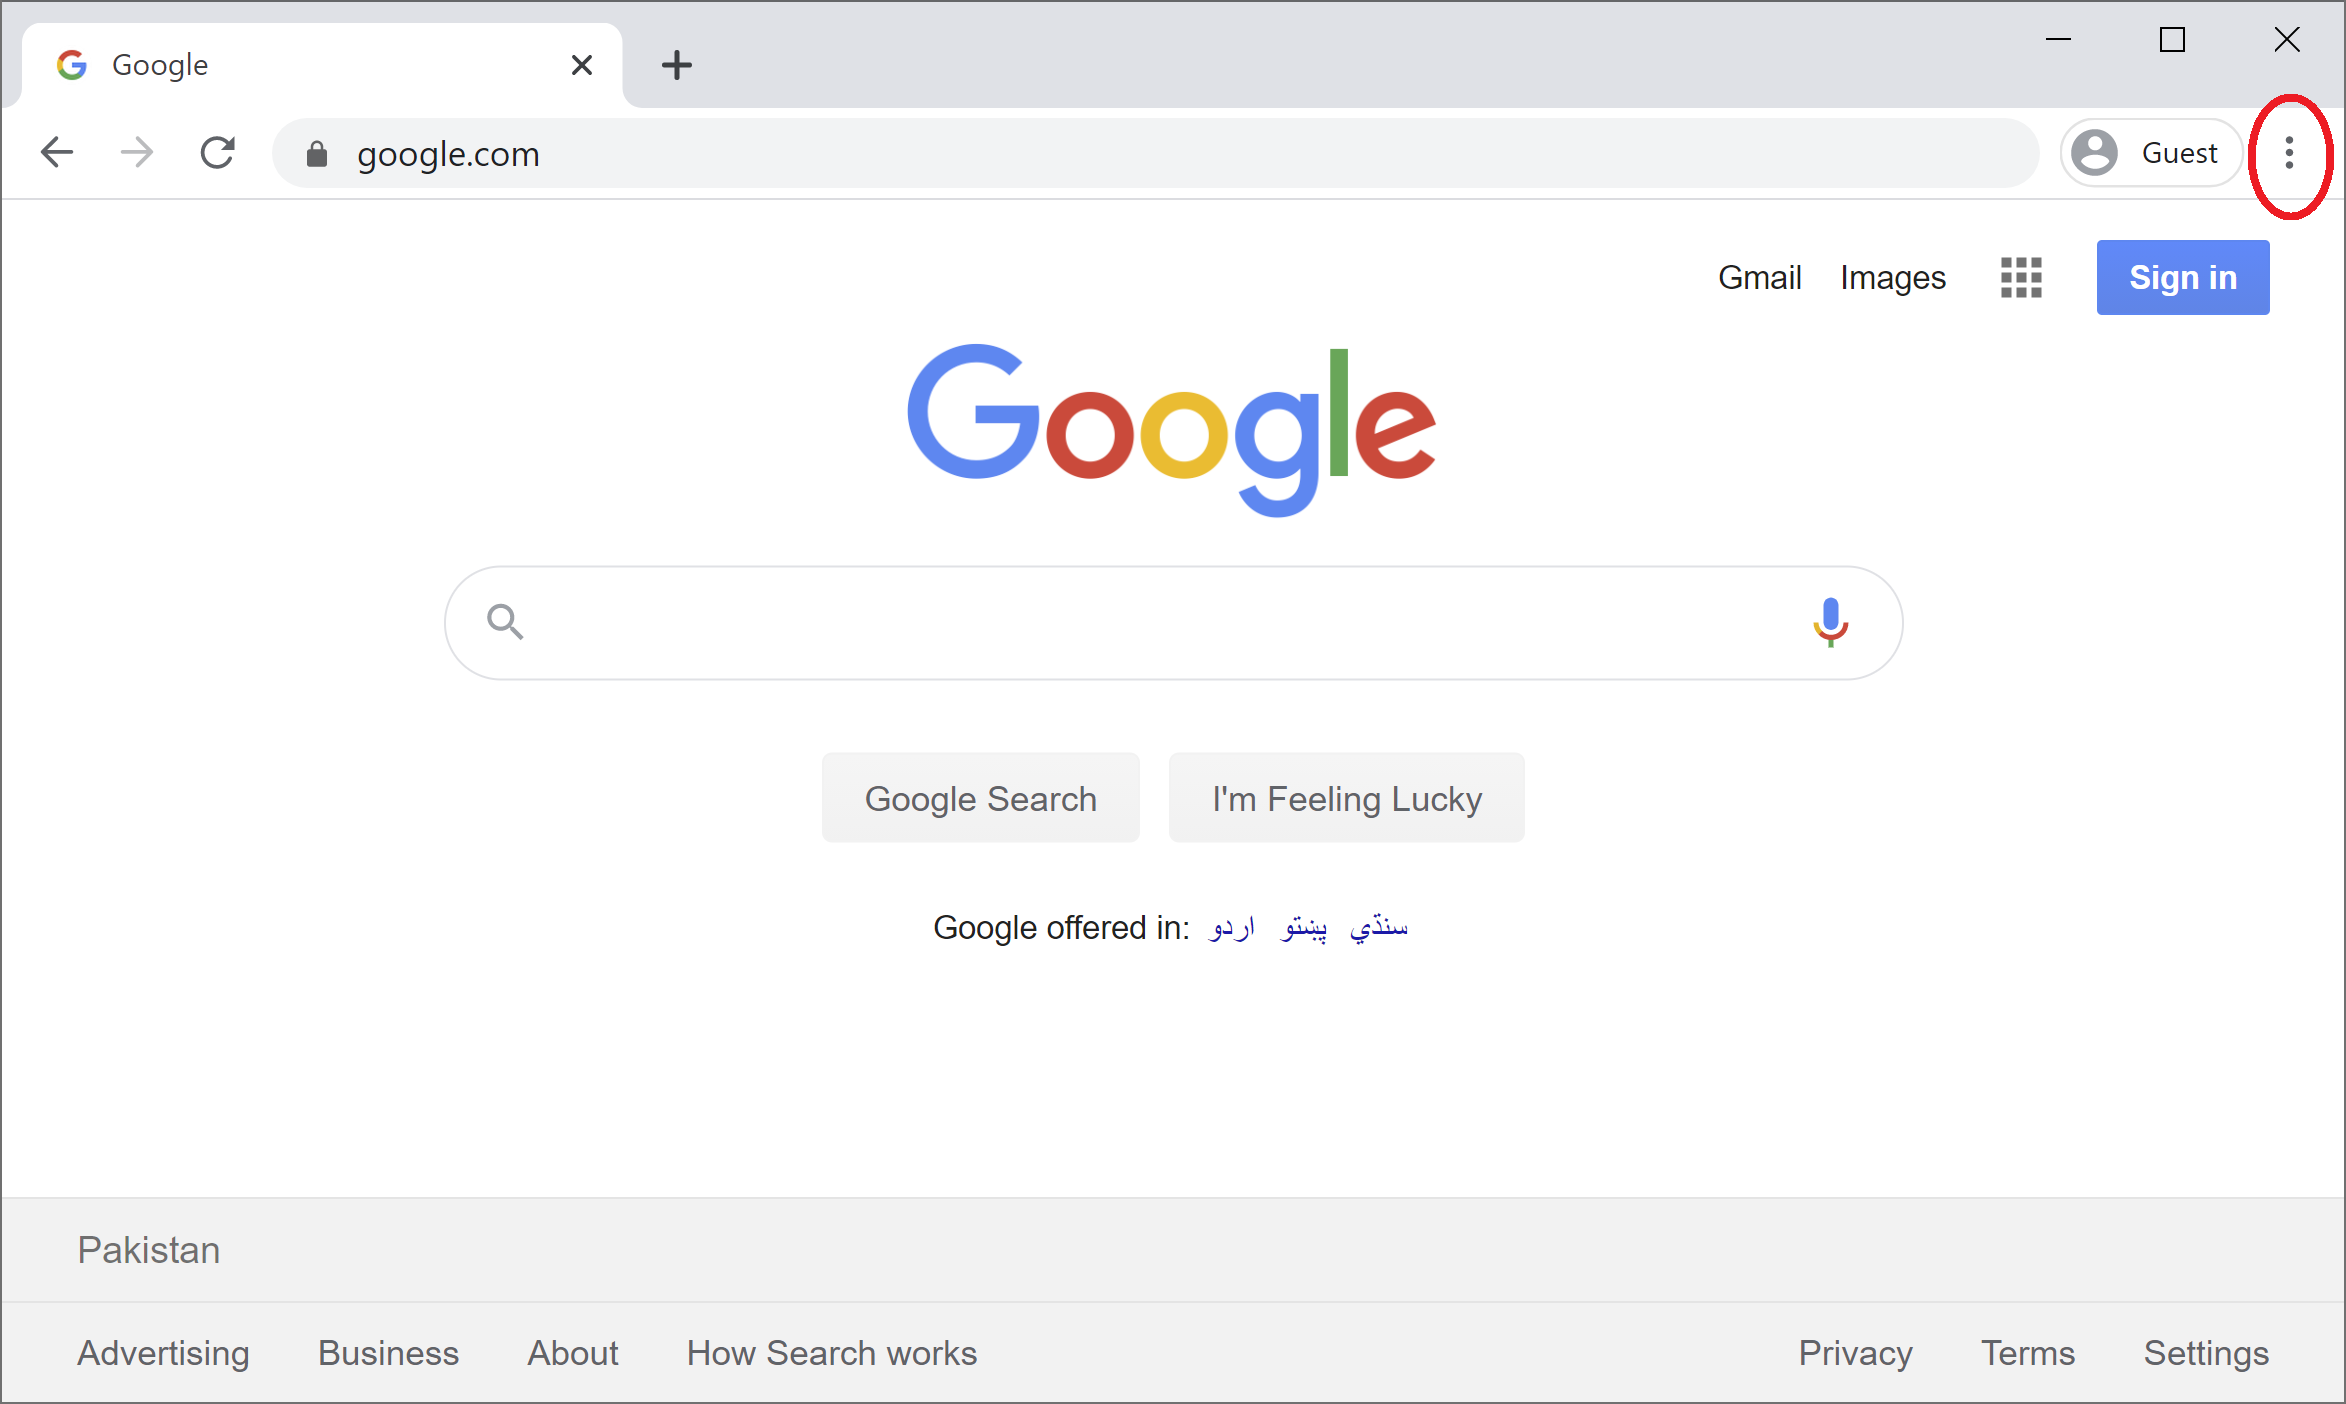 Google
google.com
Guest
Gmail Images Sign in
Google
Google Search I'm Feeling Lucky
Google offered in: اردو پښتو سنڌي
Pakistan
Advertising Business About How Search works Privacy Terms Settings